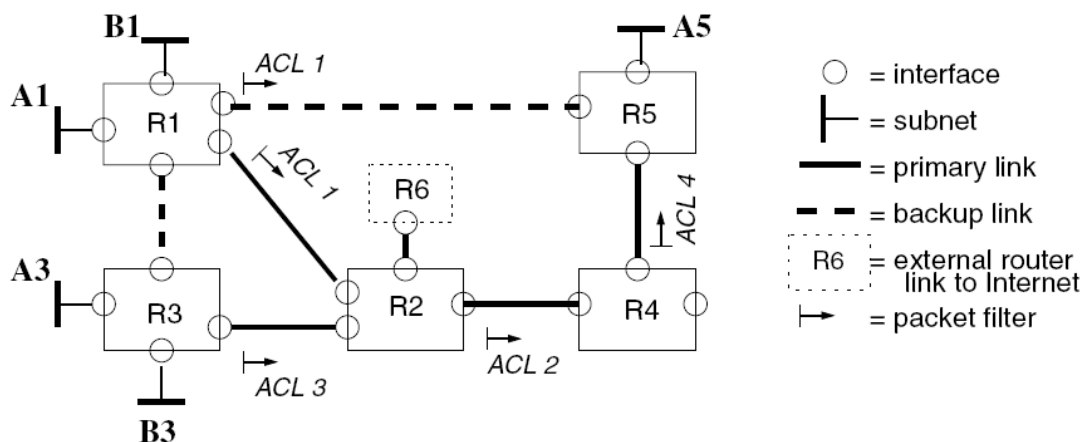 B1
A5
ACL 1
A1
R1
R5
ACL 1
R6
ACL 4
A3
R3
R2
R4
ACL 3
ACL 2
B3
= interface
= subnet
= primary link
= backup link
R6 = external router
link to Internet
= packet filter